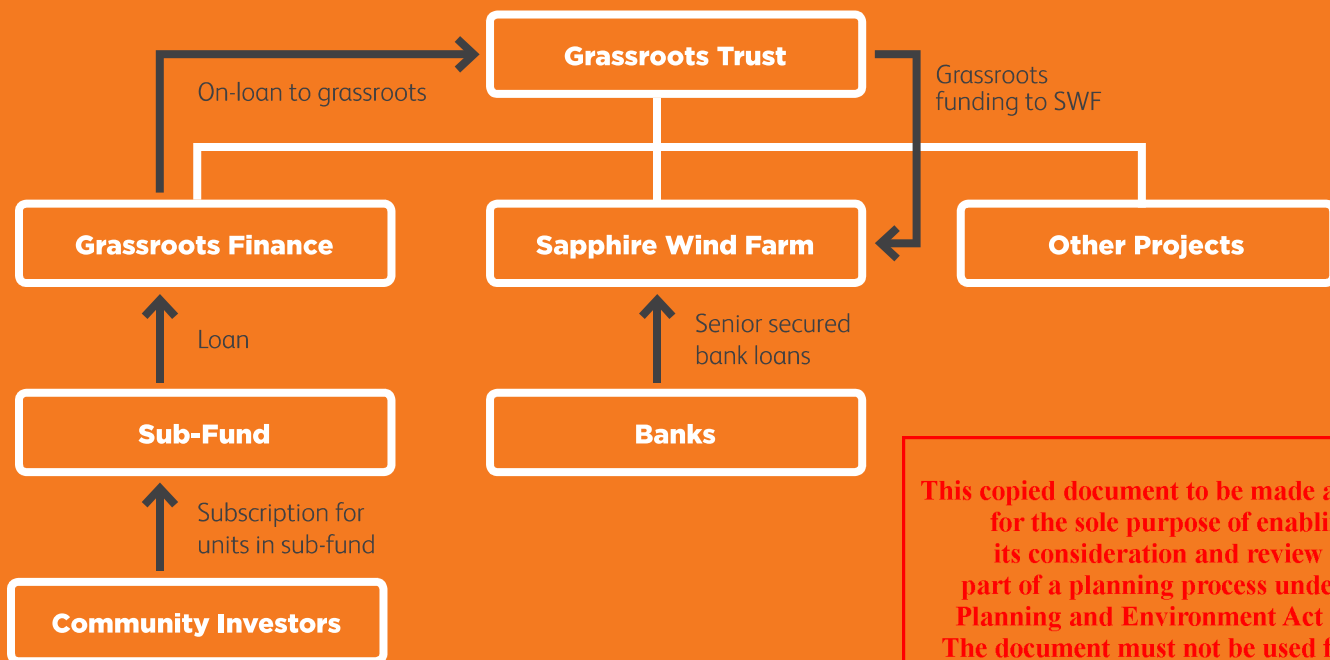 Grassroots Trust
On-loan to grassroots
Grassroots
funding to SWF
Grassroots Finance
Sapphire Wind Farm
Other Projects
Loan
Senior secured
bank loans
Sub-Fund
Banks
Subscription for
units in sub-fund
Community Investors
This copied document to be made a
for the sole purpose of enabli
its consideration and review
part of a planning process unde
Planning and Environment Act
The document must not be used f